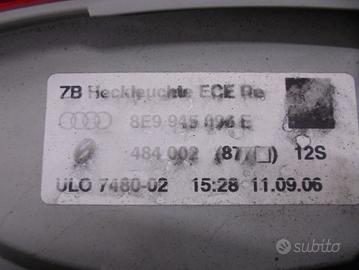 ZB Heckleuchte ECE Re
8E9 945 096 E
484 002 (87/□) 12S
ULO 7480-02 15:28 11.09.06
subito